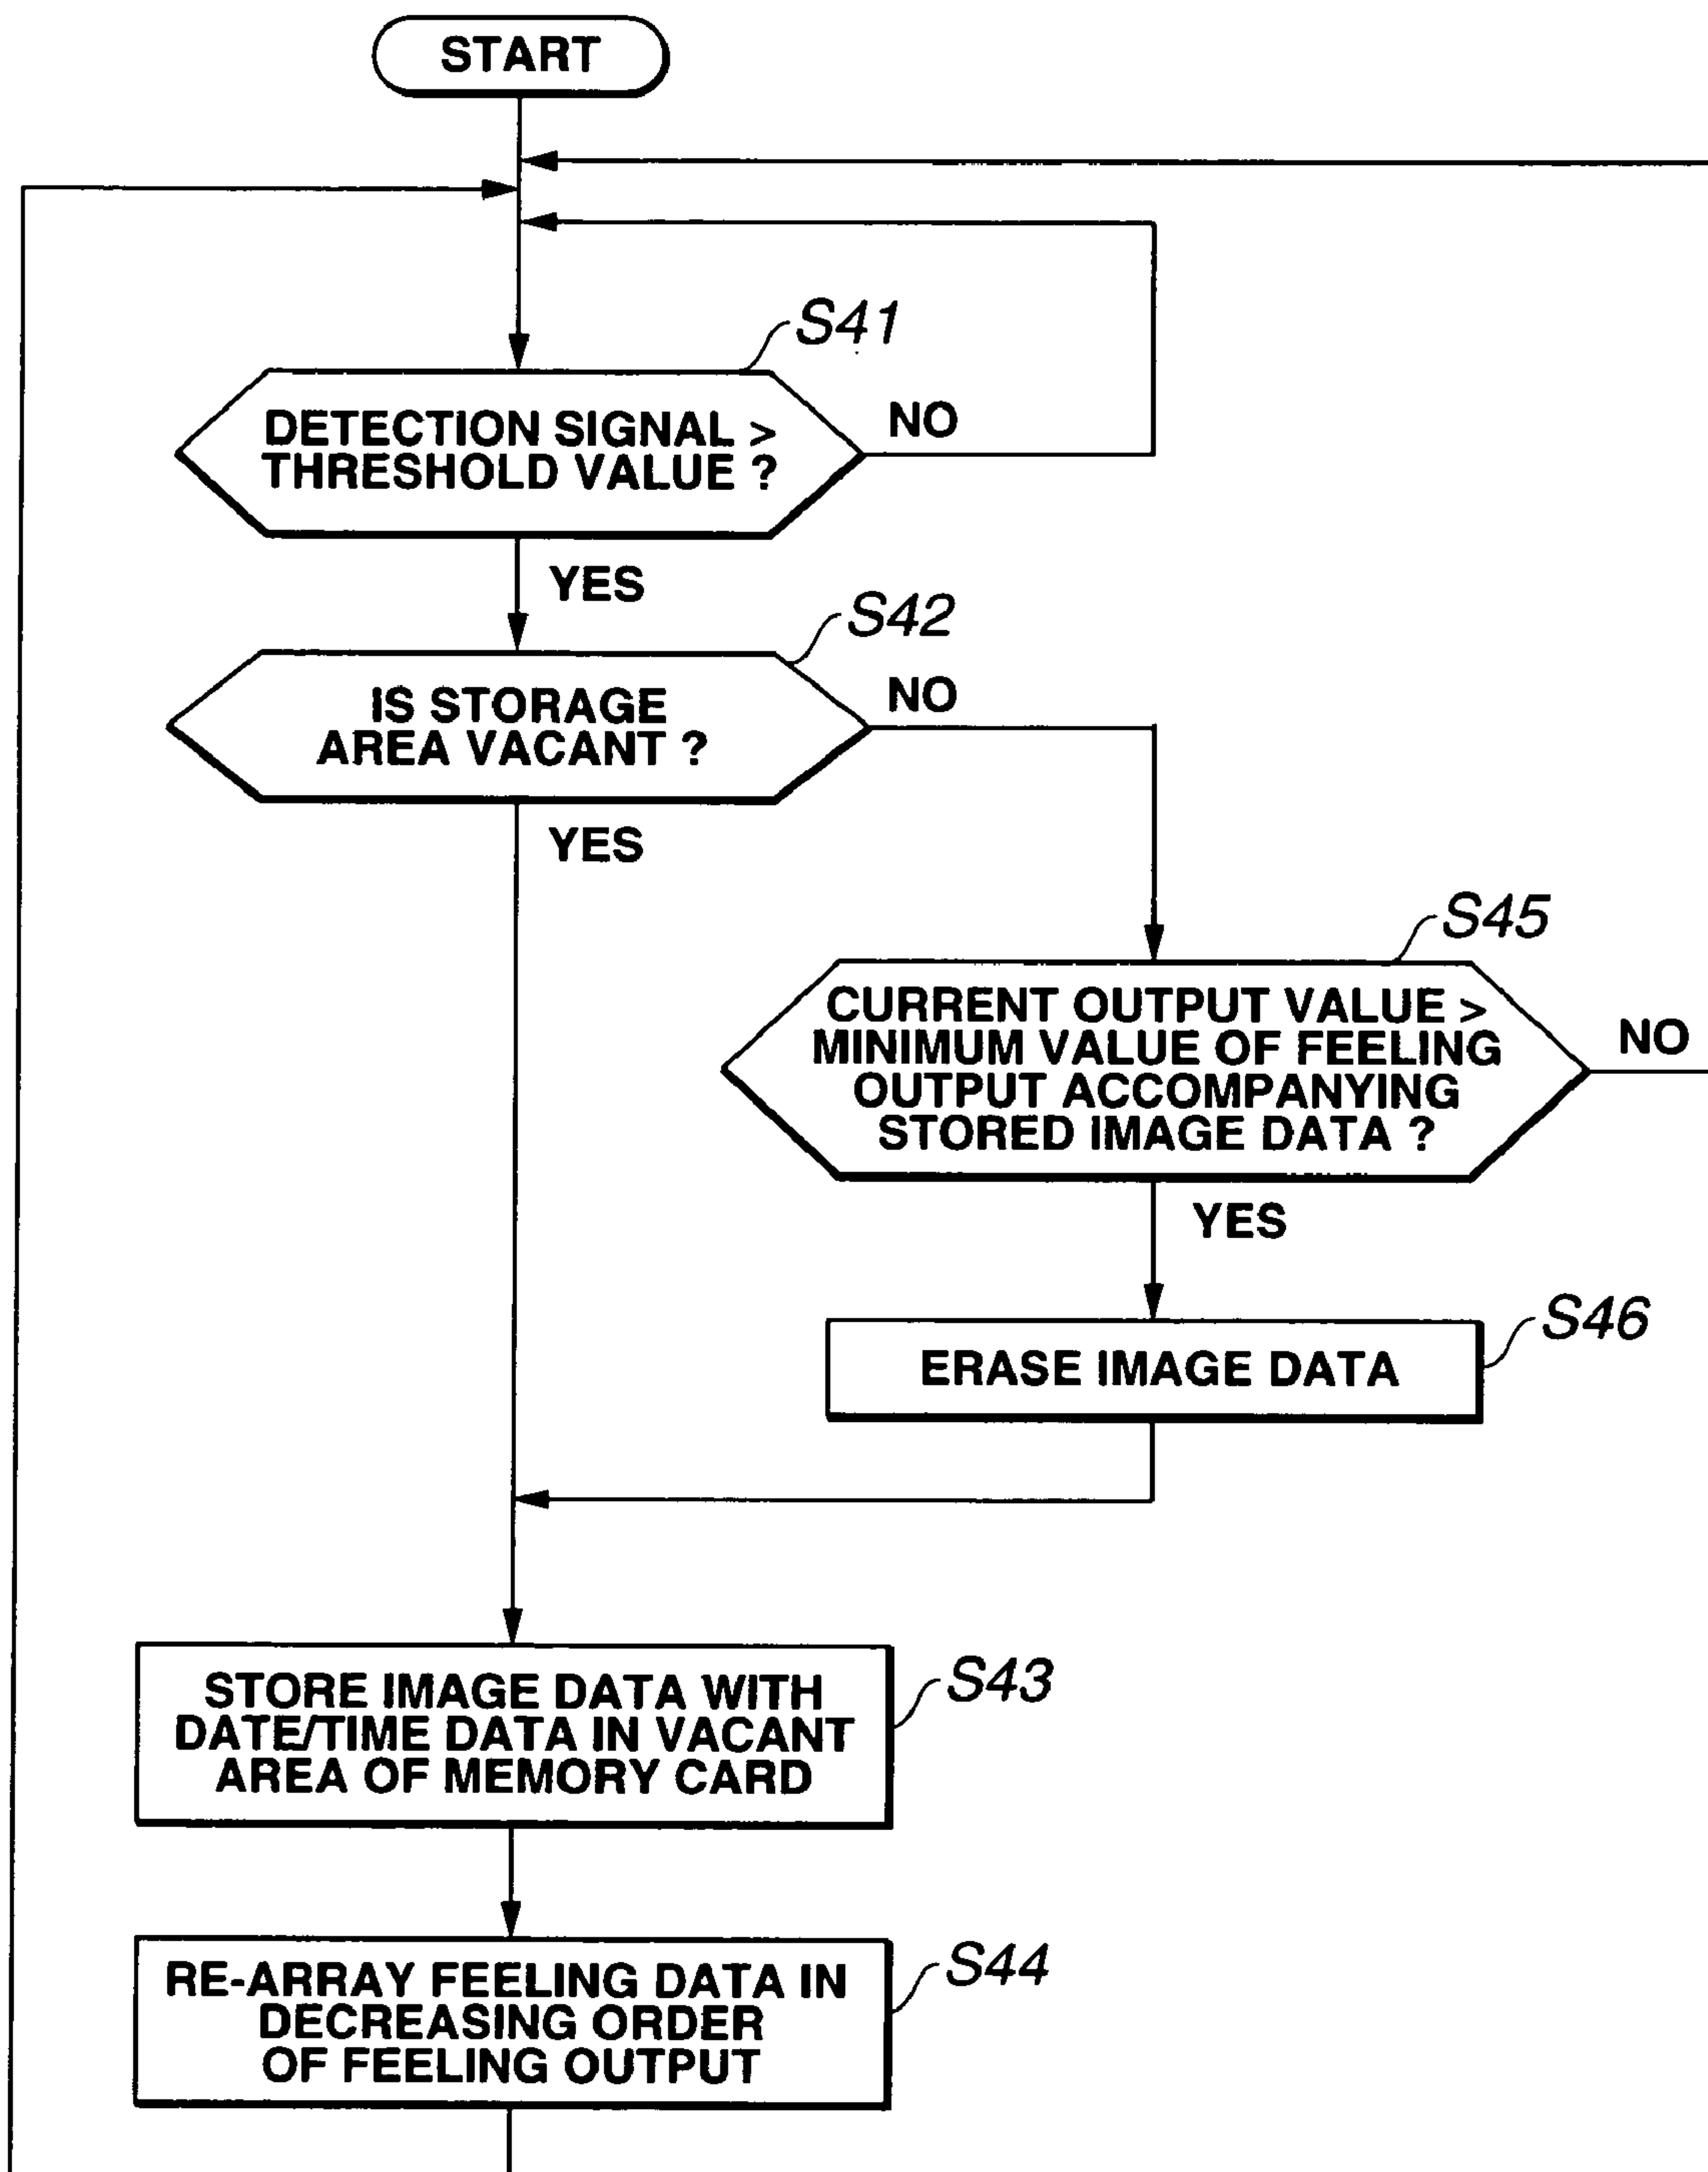 START
S41
DETECTION SIGNAL >
THRESHOLD VALUE ?
NO
YES
S42
IS STORAGE
AREA VACANT ?
NO
YES
S45
CURRENT OUTPUT VALUE >
MINIMUM VALUE OF FEELING
OUTPUT ACCOMPANYING
STORED IMAGE DATA ?
NO
YES
S46
ERASE IMAGE DATA
S43
STORE IMAGE DATA WITH
DATE/TIME DATA IN VACANT
AREA OF MEMORY CARD
S44
RE-ARRAY FEELING DATA IN
DECREASING ORDER
OF FEELING OUTPUT